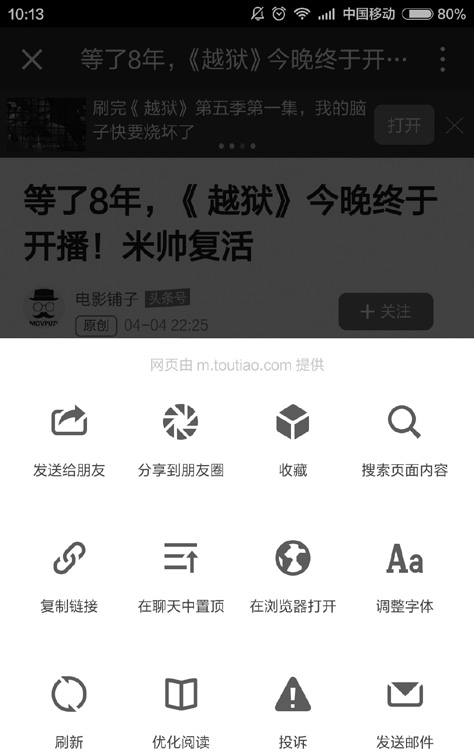 10:13 中国移动 80%
等了8年，《越狱》今晚终于开…
刷完《越狱》第五季第一集，我的脑
子快要烧坏了
打开
等了8年，《越狱》今晚终于
开播！米帅复活
电影铺子 头条号
原创 04-04 22:25
+ 关注
网页由 m.toutiao.com 提供
发送给朋友 分享到朋友圈 收藏 搜索页面内容
复制链接 在聊天中置顶 在浏览器打开 调整字体
刷新 优化阅读 投诉 发送邮件